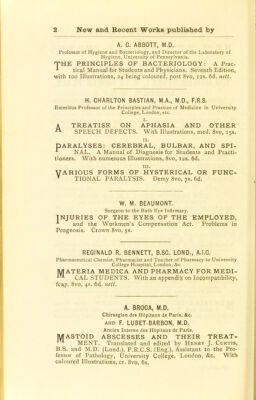 2 New and Recent Works published by
A. C. ABBOTT, M.D.
Professor of Hygiene and Bacteriology, and Director of the Laboratory of
Hygiene, University of Pennsylvania.
THE PRINCIPLES OF BACTERIOLOGY: A Prac-
tical Manual for Students and Physicians. Seventh Edition,
with 100 Illustrations, 24 being coloured, post 8vo, 12s. 6d. nett.
H. CHARLTON BASTIAN, M.A., M.D., F.R.S.
Emeritus Professor of the Principles and Practice of Medicine in University
College, London, etc.
I.
A TREATISE ON APHASIA AND OTHER
SPEECH DEFECTS. With Illustrations, med. 8vo, 15s.
II.
PARALYSES: CEREBRAL, BULBAR, AND SPI-
NAL. A Manual of Diagnosis for Students and Practi-
tioners. With numerous Illustrations, 8vo, 12s. 6d.
III.
VARIOUS FORMS OF HYSTERICAL OR FUNC-
TIONAL PARALYSIS. Demy 8vo, 7s. 6d.
W. M. BEAUMONT.
Surgeon to the Bath Eye Infirmary.
INJURIES OF THE EYES OF THE EMPLOYED,
and the Workmen's Compensation Act. Problems in
Prognosis. Crown 8vo, 5s.
REGINALD R. BENNETT, B.SC. LOND., A.I.C.
Pharmaceutical Chemist, Pharmacist and Teacher of Pharmacy to University
College Hospital, London, &c.
MATERIA MEDICA AND PHARMACY FOR MEDI-
CAL STUDENTS. With an appendix on Incompatibility,
fcap. 8vo, 4s. 6d. nett.
A. BROCA, M.D.
Chirurgien des Hôpitaux de Paris, &c.
AND F. LUBET-BARBON, M.D.
Ancien Interne des Hôpitaux de Paris.
MASTOID ABSCESSES AND THEIR TREAT-
MENT. Translated and edited by HENRY J. CURTIS,
B.S. and M.D. (Lond.), F.R.C.S. (Eng.), Assistant to the Pro-
fessor of Pathology, University College, London, &c. With
coloured Illustrations, cr. 8vo, 6s.